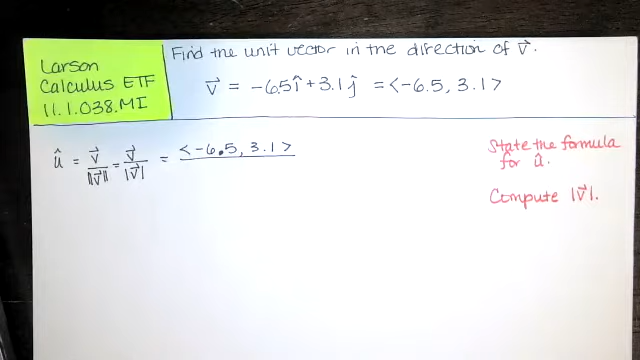 Larson
Calculus ETF
11.1.038.MI
Find the unit vector in the direction of v⃗.
v⃗ = -6.5î + 3.1ĵ = <-6.5, 3.1>
û = v⃗/‖v⃗‖ = v⃗/|v⃗| = <-6.5, 3.1>
State the formula
for û.
Compute |v⃗|.